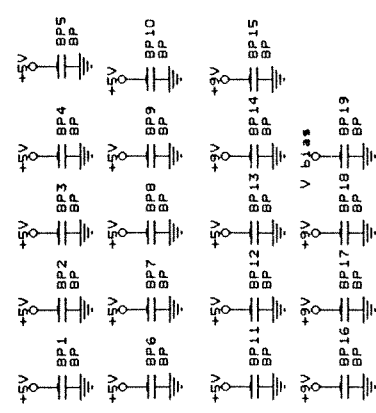 +5V
BP1
BP
+5V
BP2
BP
+5V
BP3
BP
+5V
BP4
BP
+5V
BP5
BP
+5V
BP6
BP
+5V
BP7
BP
+5V
BP8
BP
+5V
BP9
BP
+5V
BP10
BP
+5V
BP11
BP
+5V
BP12
BP
+5V
BP13
BP
+9V
BP14
BP
+9V
BP15
BP
+9V
BP16
BP
+9V
BP17
BP
+9V
BP18
BP
V bias
BP19
BP